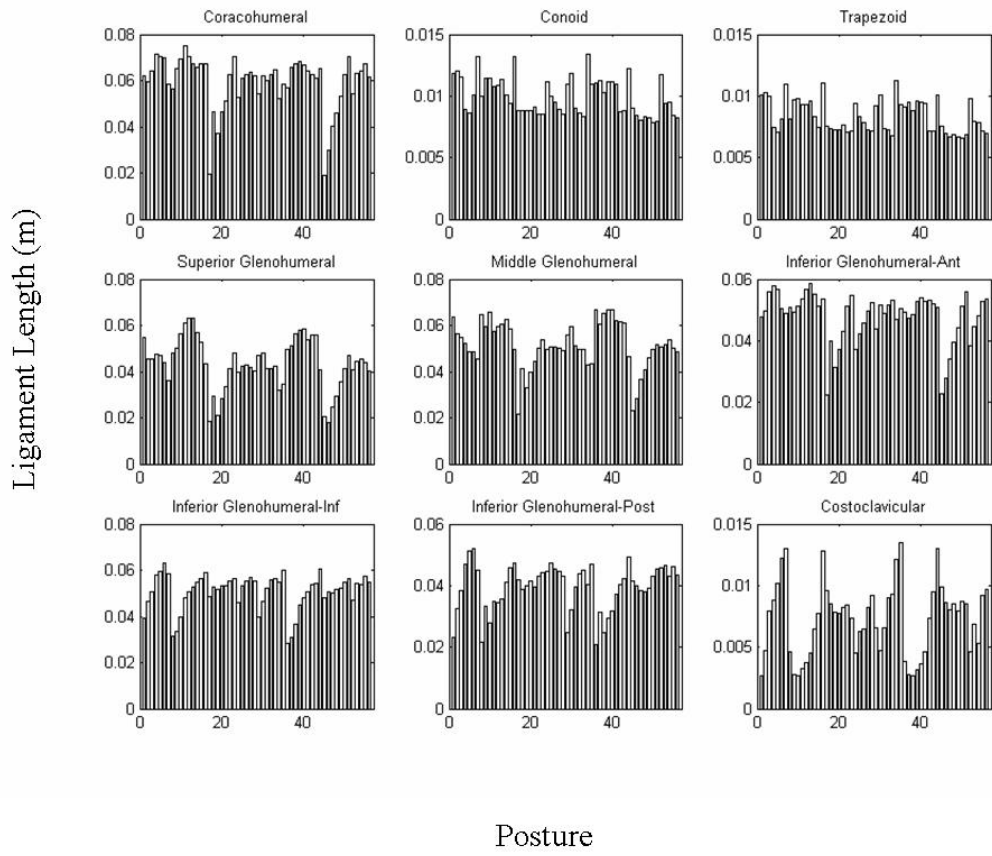 Coracohumeral
Conoid
Trapezoid
0.08
0.06
0.04
0.02
0
0 20 40
0.015
0.01
0.005
0
0 20 40
0.015
0.01
0.005
0
0 20 40
Ligament Length (m)
Superior Glenohumeral
Middle Glenohumeral
Inferior Glenohumeral-Ant
0.08
0.06
0.04
0.02
0
0 20 40
0.08
0.06
0.04
0.02
0
0 20 40
0.06
0.04
0.02
0
0 20 40
Inferior Glenohumeral-Inf
Inferior Glenohumeral-Post
Costoclavicular
0.08
0.06
0.04
0.02
0
0 20 40
0.06
0.04
0.02
0
0 20 40
0.015
0.01
0.005
0
0 20 40
Posture